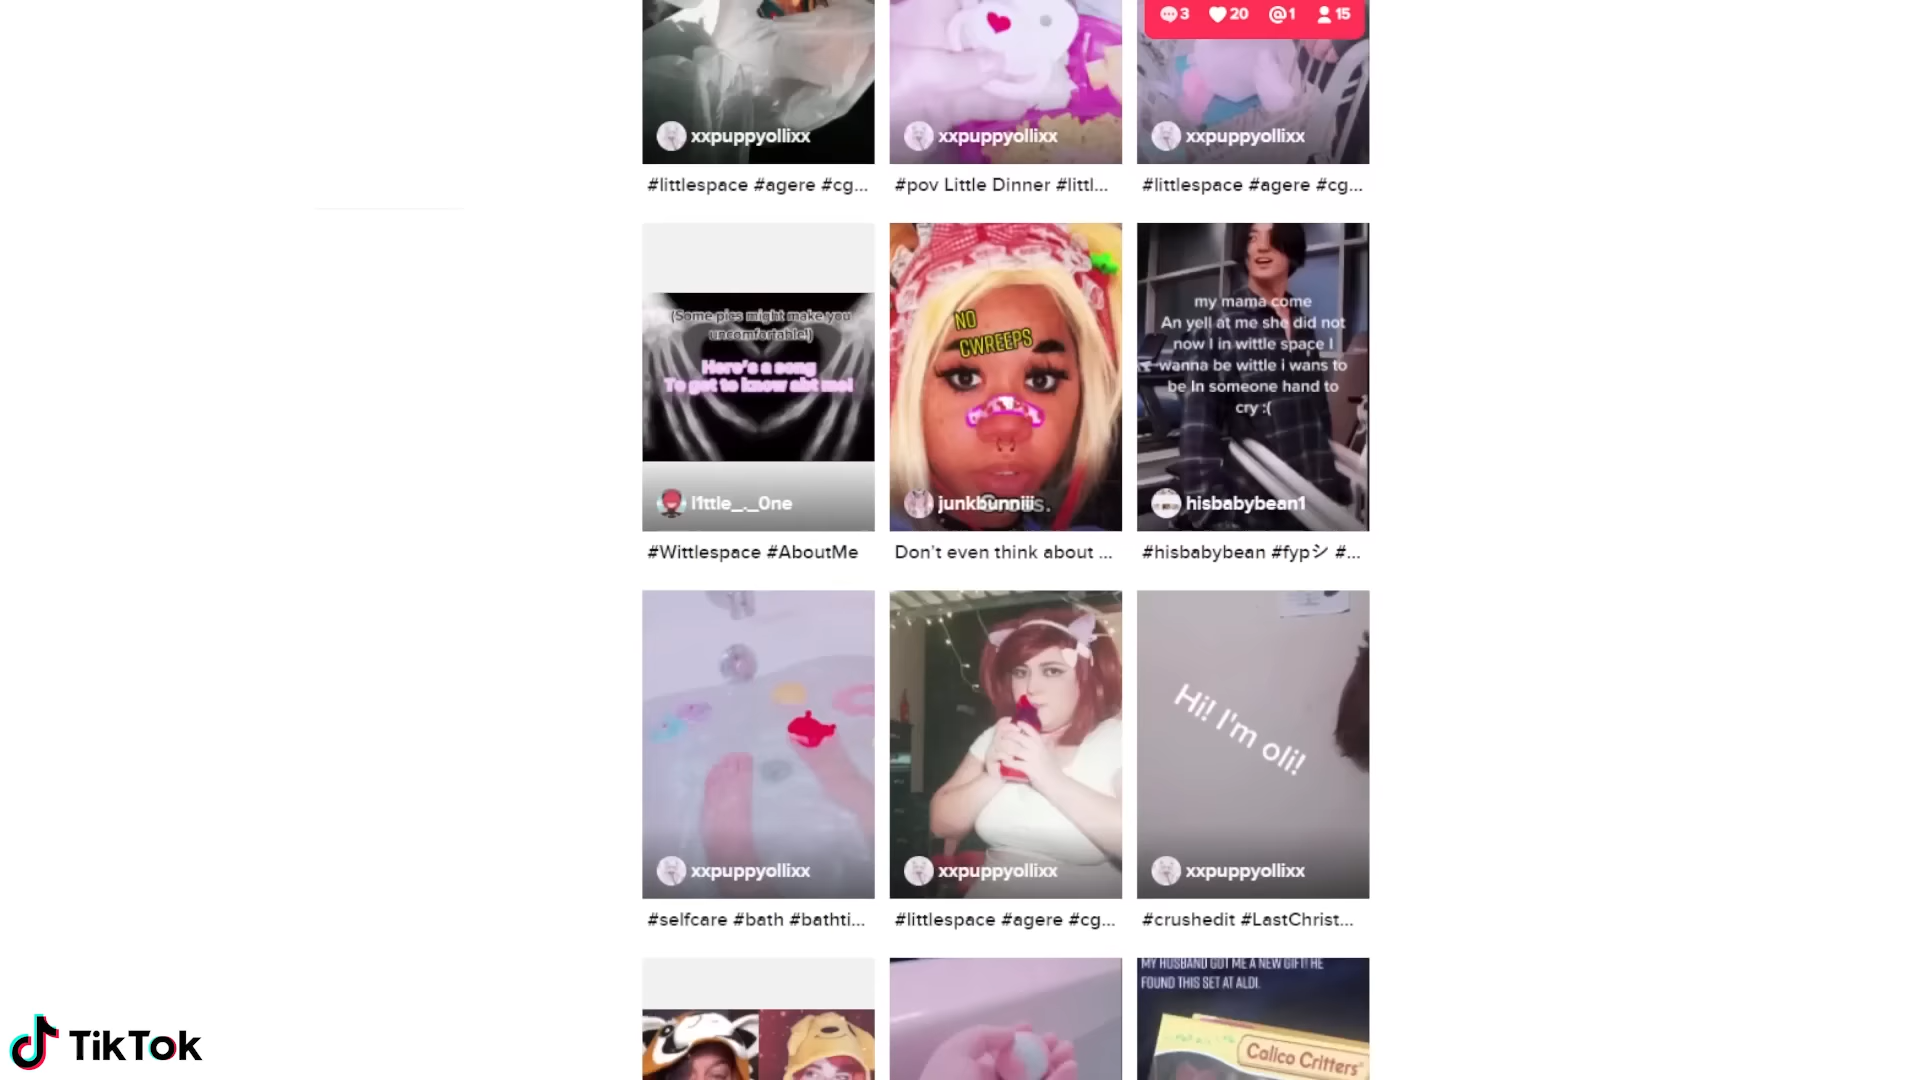 3 20 @1 15
xxpuppyollixx
xxpuppyollixx
xxpuppyollixx
#littlespace #agere #cg...
#pov Little Dinner #littl...
#littlespace #agere #cg...
(Some pics might make you
uncomfortable!)
Here's a song
To get to know abt me!
l1ttle_._0ne
#Wittlespace #AboutMe
NO
CWREEPS
junkbunniii
Don't even think about ...
my mama come
An yell at me she did not
now I in wittle space I
wanna be wittle i wans to
be In someone hand to
cry :(
hisbabybean1
#hisbabybean #fypシ #...
xxpuppyollixx
#selfcare #bath #bathti...
xxpuppyollixx
#littlespace #agere #cg...
Hi! I'm oli!
xxpuppyollixx
#crushedit #LastChrist...
MY HUSBAND GOT ME A NEW GIFT! HE
FOUND THIS SET AT ALDI.
Calico Critters
TikTok